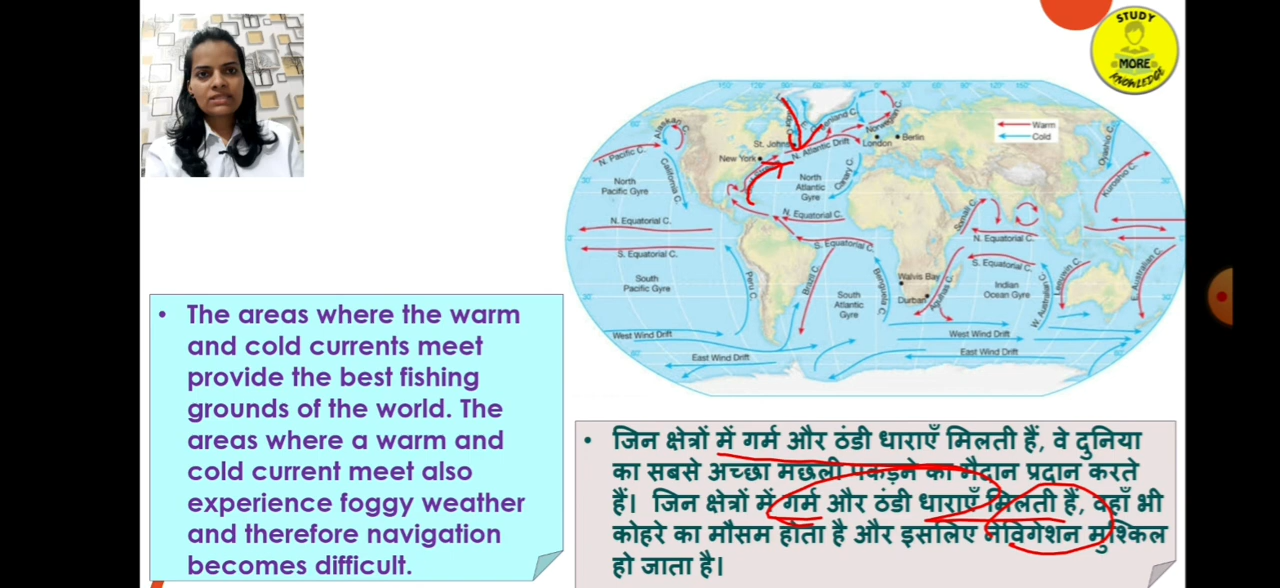 STUDY
MORE
KNOWLEDGE
Warm
Cold
Alaskan C.
N. Pacific C.
California C.
North
Pacific Gyre
N. Equatorial C.
S. Equatorial C.
South
Pacific Gyre
West Wind Drift
East Wind Drift
Peru C.
St. John's
New York
N. Atlantic Drift
Norwegian C.
London
Berlin
North
Atlantic
Gyre
Canary C.
N. Equatorial C.
S. Equatorial C.
Brazil C.
South
Atlantic
Gyre
Benguela C.
Walvis Bay
Durban
Agulhas C.
Somali C.
N. Equatorial C.
S. Equatorial C.
Indian
Ocean Gyre
W. Australian C.
Leeuwin C.
E. Australian C.
Oyashio C.
Kuroshio C.
West Wind Drift
East Wind Drift
• The areas where the warm
and cold currents meet
provide the best fishing
grounds of the world. The
areas where a warm and
cold current meet also
experience foggy weather
and therefore navigation
becomes difficult.
• जिन क्षेत्रों में गर्म और ठंडी धाराएँ मिलती हैं, वे दुनिया
का सबसे अच्छा मछली पकड़ने का मैदान प्रदान करते
हैं। जिन क्षेत्रों में गर्म और ठंडी धाराएँ मिलती हैं, वहाँ भी
कोहरे का मौसम होता है और इसलिए नेविगेशन मुश्किल
हो जाता है।